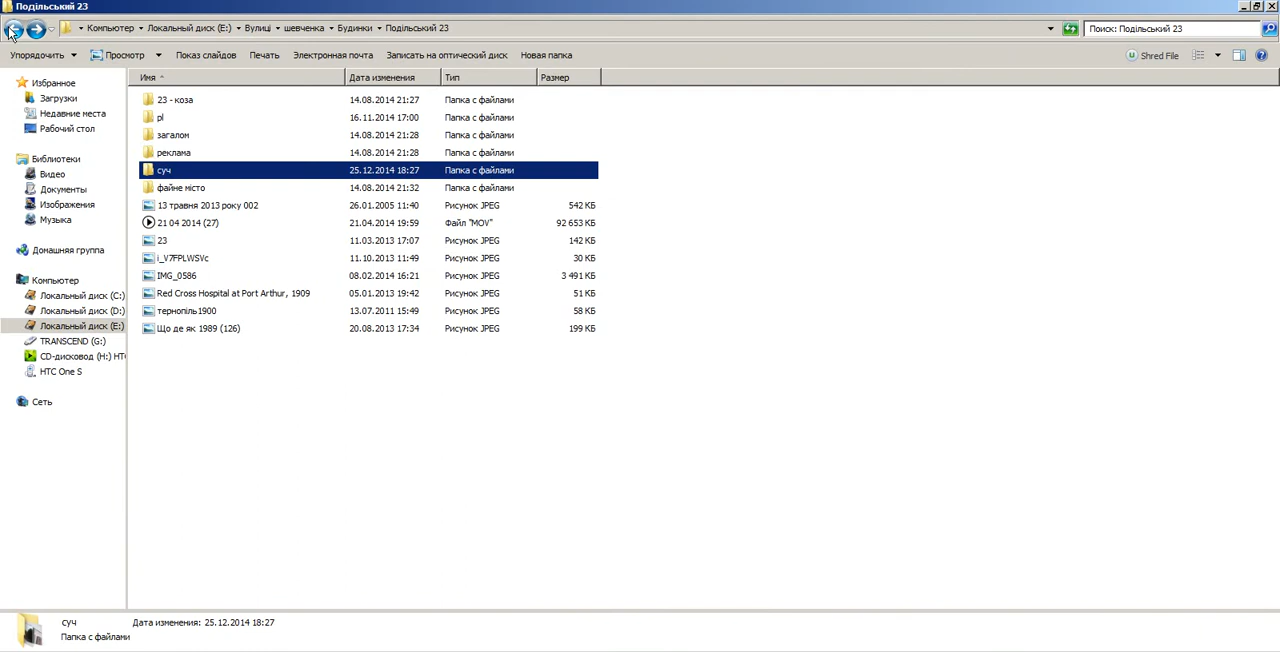 Подільський 23
Компьютер Локальный диск (E:) Вулиці шевченка Будинки Подільський 23
Поиск: Подільський 23
Упорядочить Просмотр Показ слайдов Печать Электронная почта Записать на оптический диск Новая папка Shred File
Избранное
Загрузки
Недавние места
Рабочий стол
Библиотеки
Видео
Документы
Изображения
Музыка
Домашняя группа
Компьютер
Локальный диск (C:)
Локальный диск (D:)
Локальный диск (E:)
TRANSCEND (G:)
CD-дисковод (H:) HT
HTC One S
Сеть
Имя Дата изменения Тип Размер
23 - коза 14.08.2014 21:27 Папка с файлами
pl 16.11.2014 17:00 Папка с файлами
загалом 14.08.2014 21:28 Папка с файлами
реклама 14.08.2014 21:28 Папка с файлами
суч 25.12.2014 18:27 Папка с файлами
файне місто 14.08.2014 21:32 Папка с файлами
13 травня 2013 року 002 26.01.2005 11:40 Рисунок JPEG 542 КБ
21 04 2014 (27) 21.04.2014 19:59 Файл "MOV" 92 653 КБ
23 11.03.2013 17:07 Рисунок JPEG 142 КБ
i_V7FPLWSVc 11.10.2013 11:49 Рисунок JPEG 30 КБ
IMG_0586 08.02.2014 16:21 Рисунок JPEG 3 491 КБ
Red Cross Hospital at Port Arthur, 1909 05.01.2013 19:42 Рисунок JPEG 51 КБ
тернопіль1900 13.07.2011 15:49 Рисунок JPEG 58 КБ
Що де як 1989 (126) 20.08.2013 17:34 Рисунок JPEG 199 КБ
суч Дата изменения: 25.12.2014 18:27
Папка с файлами